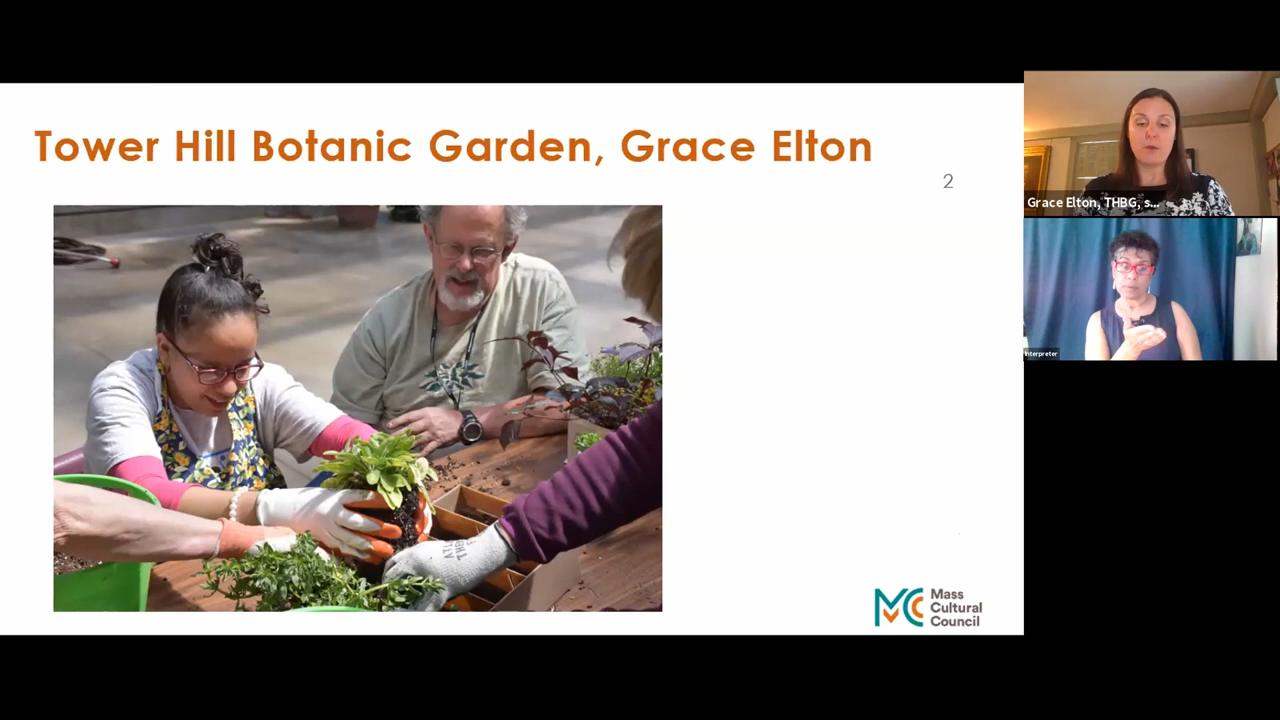 Tower Hill Botanic Garden, Grace Elton
2
Mass
Cultural
Council
Grace Elton, THBG, s...
Interpreter